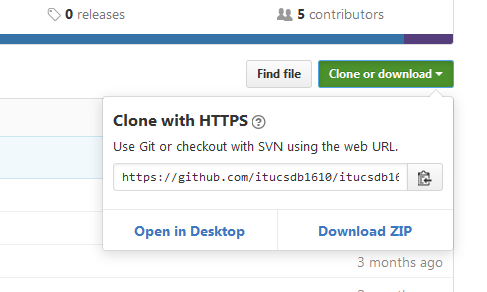 0 releases
5 contributors
Find file
Clone or download
Clone with HTTPS ?
Use Git or checkout with SVN using the web URL.
https://github.com/itucsdb1610/itucsdb16
Open in Desktop
Download ZIP
3 months ago